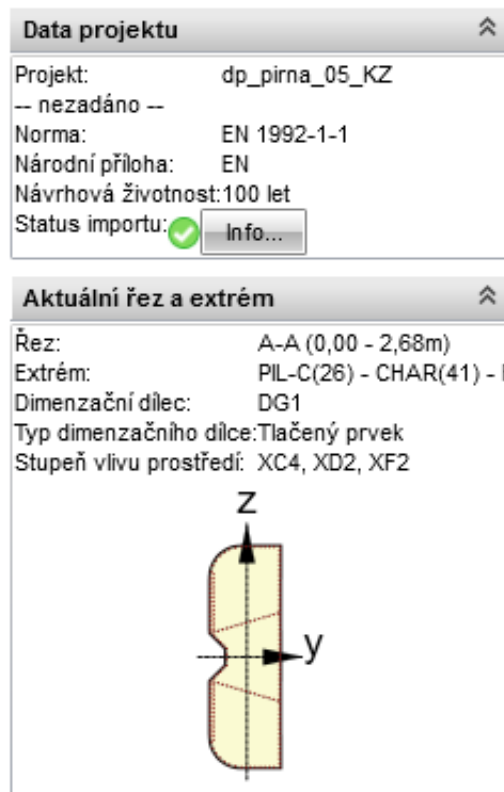 Data projektu
Projekt: dp_pirna_05_KZ
-- nezadáno --
Norma: EN 1992-1-1
Národní příloha: EN
Návrhová životnost:100 let
Status importu: Info...
Aktuální řez a extrém
Řez: A-A (0,00 - 2,68m)
Extrém: PIL-C(26) - CHAR(41) -
Dimenzační dílec: DG1
Typ dimenzačního dílce:Tlačený prvek
Stupeň vlivu prostředí: XC4, XD2, XF2
z
y